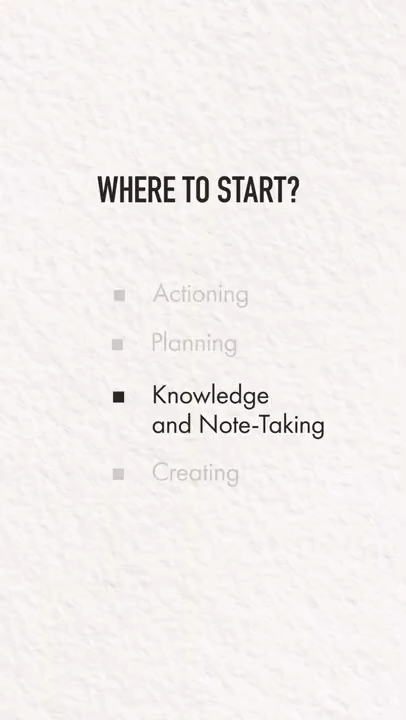 WHERE TO START?
Actioning
Planning
Knowledge
and Note-Taking
Creating